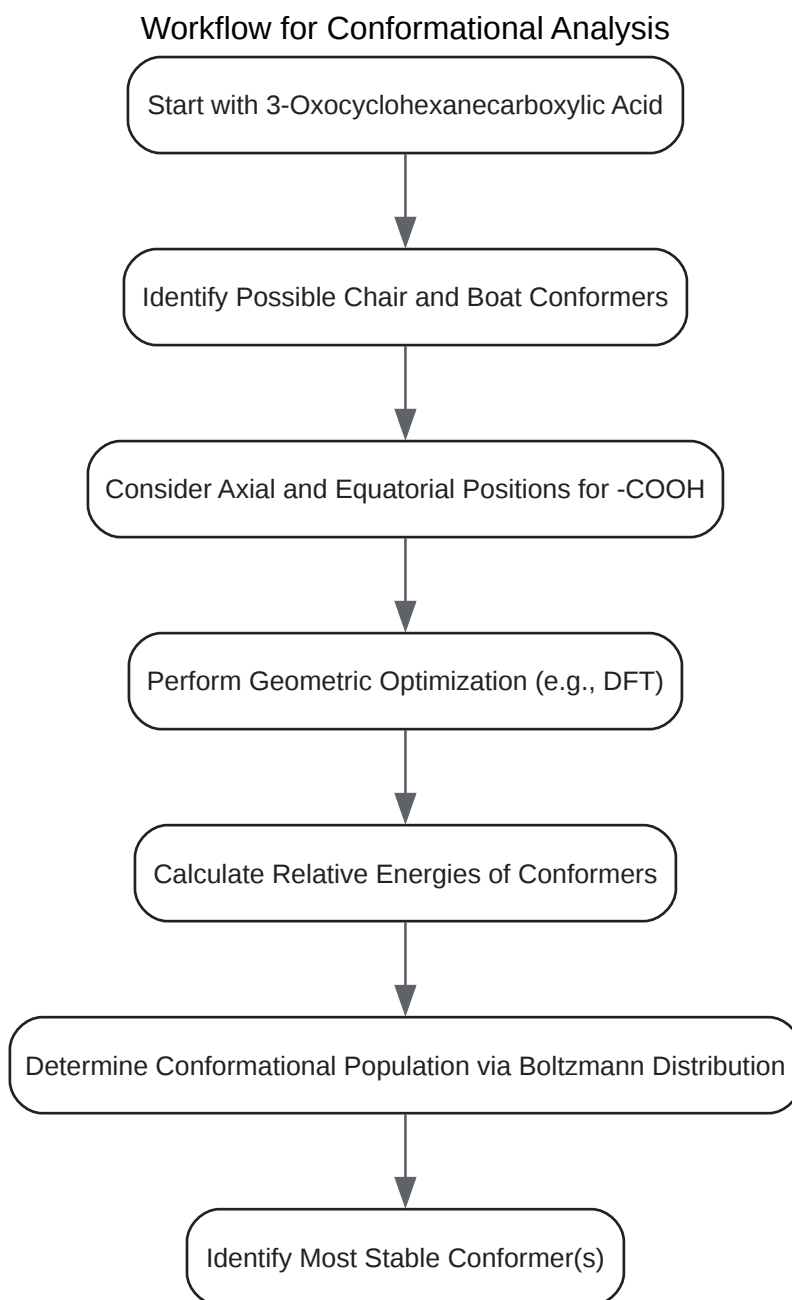 Workflow for Conformational Analysis
Start with 3-Oxocyclohexanecarboxylic Acid
Identify Possible Chair and Boat Conformers
Consider Axial and Equatorial Positions for -COOH
Perform Geometric Optimization (e.g., DFT)
Calculate Relative Energies of Conformers
Determine Conformational Population via Boltzmann Distribution
Identify Most Stable Conformer(s)